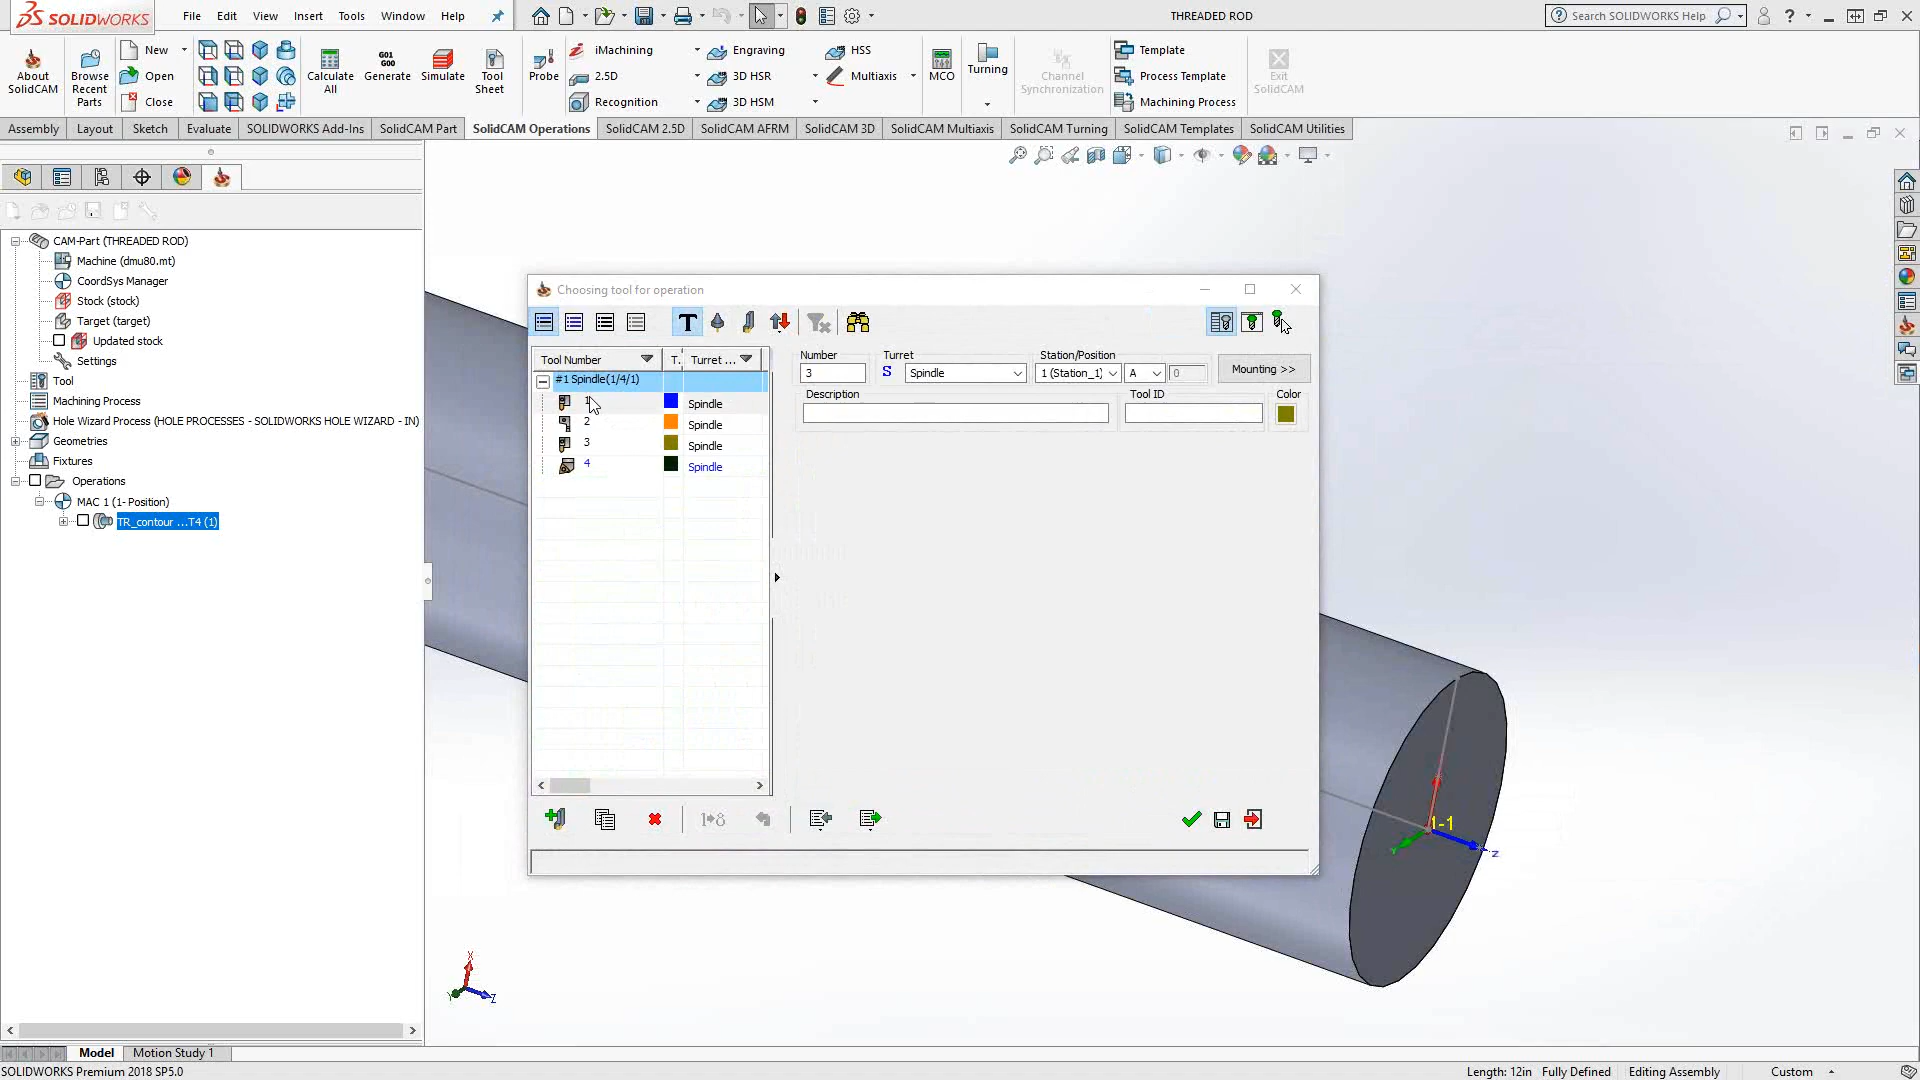 SOLIDWORKS File Edit View Insert Tools Window Help THREADED ROD Search SOLIDWORKS Help ?
New iMachining Engraving HSS Template
About SolidCAM Browse Recent Parts Open Close Calculate All G01 G00 Generate Simulate Tool Sheet Probe 2.5D 3D HSR Multiaxis MCO Turning Channel Synchronization Process Template Exit SolidCAM
Recognition 3D HSM Machining Process
Assembly Layout Sketch Evaluate SOLIDWORKS Add-Ins SolidCAM Part SolidCAM Operations SolidCAM 2.5D SolidCAM AFRM SolidCAM 3D SolidCAM Multiaxis SolidCAM Turning SolidCAM Templates SolidCAM Utilities
CAM-Part (THREADED ROD)
Machine (dmu80.mt)
CoordSys Manager
Stock (stock)
Target (target)
Updated stock
Settings
Tool
Machining Process
Hole Wizard Process (HOLE PROCESSES - SOLIDWORKS HOLE WIZARD - IN)
Geometries
Fixtures
Operations
MAC 1 (1- Position)
TR_contour ...T4 (1)
Choosing tool for operation
T
Tool Number T. Turret ...
#1 Spindle(1/4/1)
1 Spindle
2 Spindle
3 Spindle
4 Spindle
Number Turret Station/Position
3 S Spindle 1 (Station_1) A 0 Mounting >>
Description Tool ID Color
1-1
Y Z
X
Y Z
Model Motion Study 1
SOLIDWORKS Premium 2018 SP5.0 Length: 12in Fully Defined Editing Assembly Custom